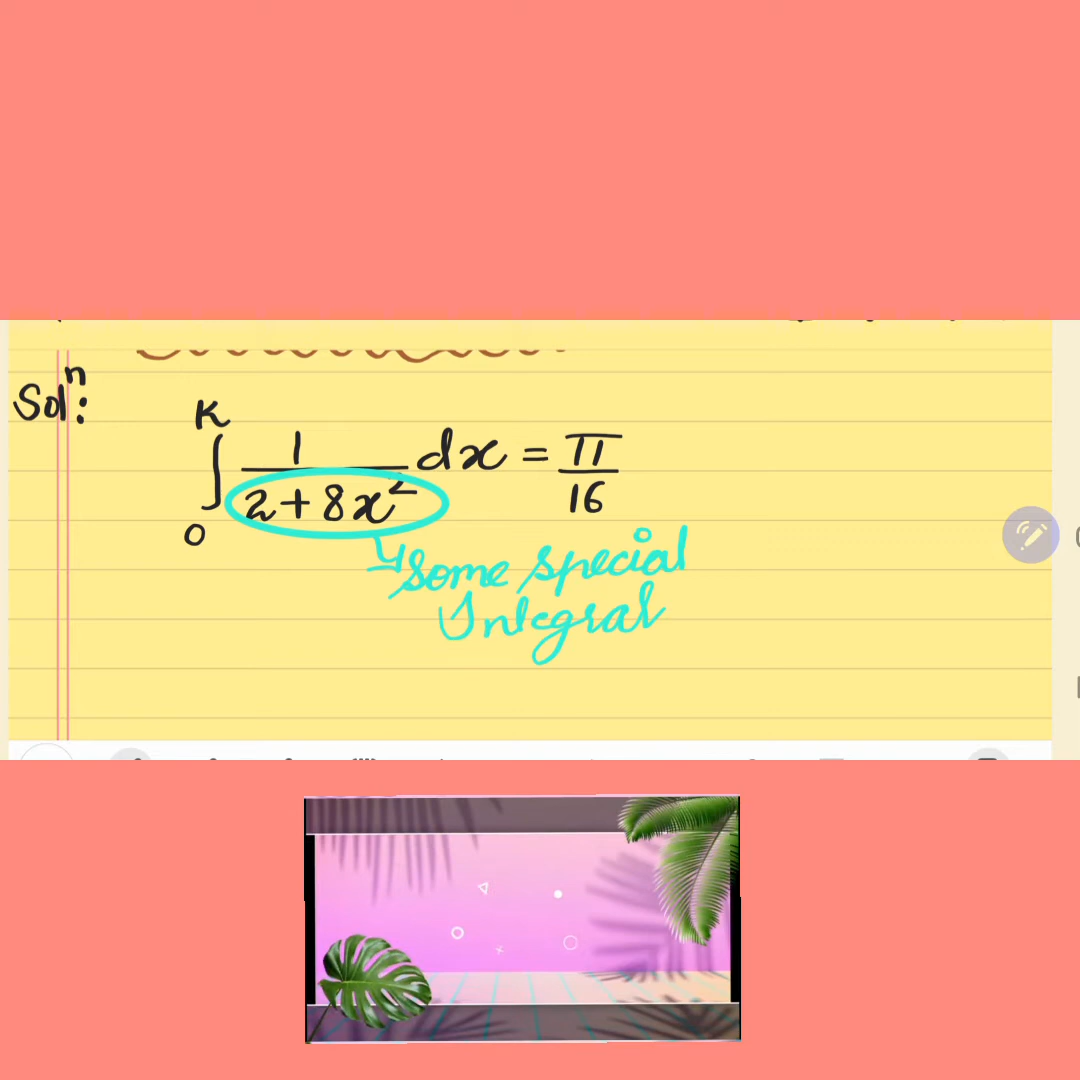 Solⁿ:
∫₀ᴷ 1/(2+8x²) dx = π/16
↳ Some special
Integral